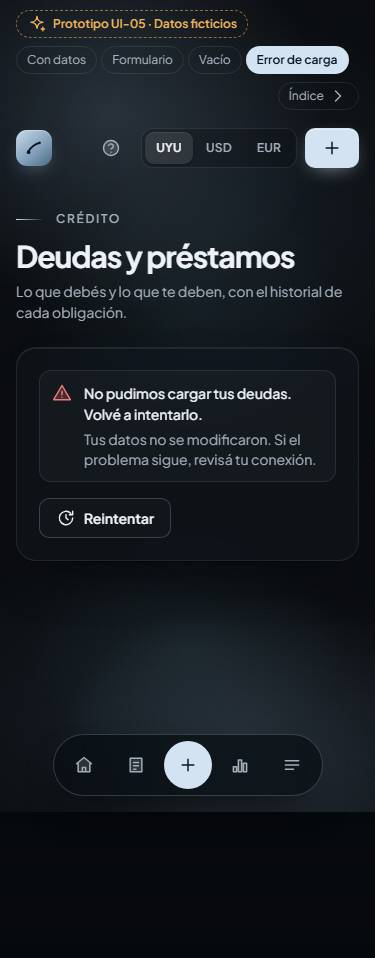 Prototipo UI-05 · Datos ficticios
Con datos
Formulario
Vacío
Error de carga
Índice
UYU
USD
EUR
CRÉDITO
Deudas y préstamos
Lo que debés y lo que te deben, con el historial de
cada obligación.
No pudimos cargar tus deudas.
Volvé a intentarlo.
Tus datos no se modificaron. Si el
problema sigue, revisá tu conexión.
Reintentar